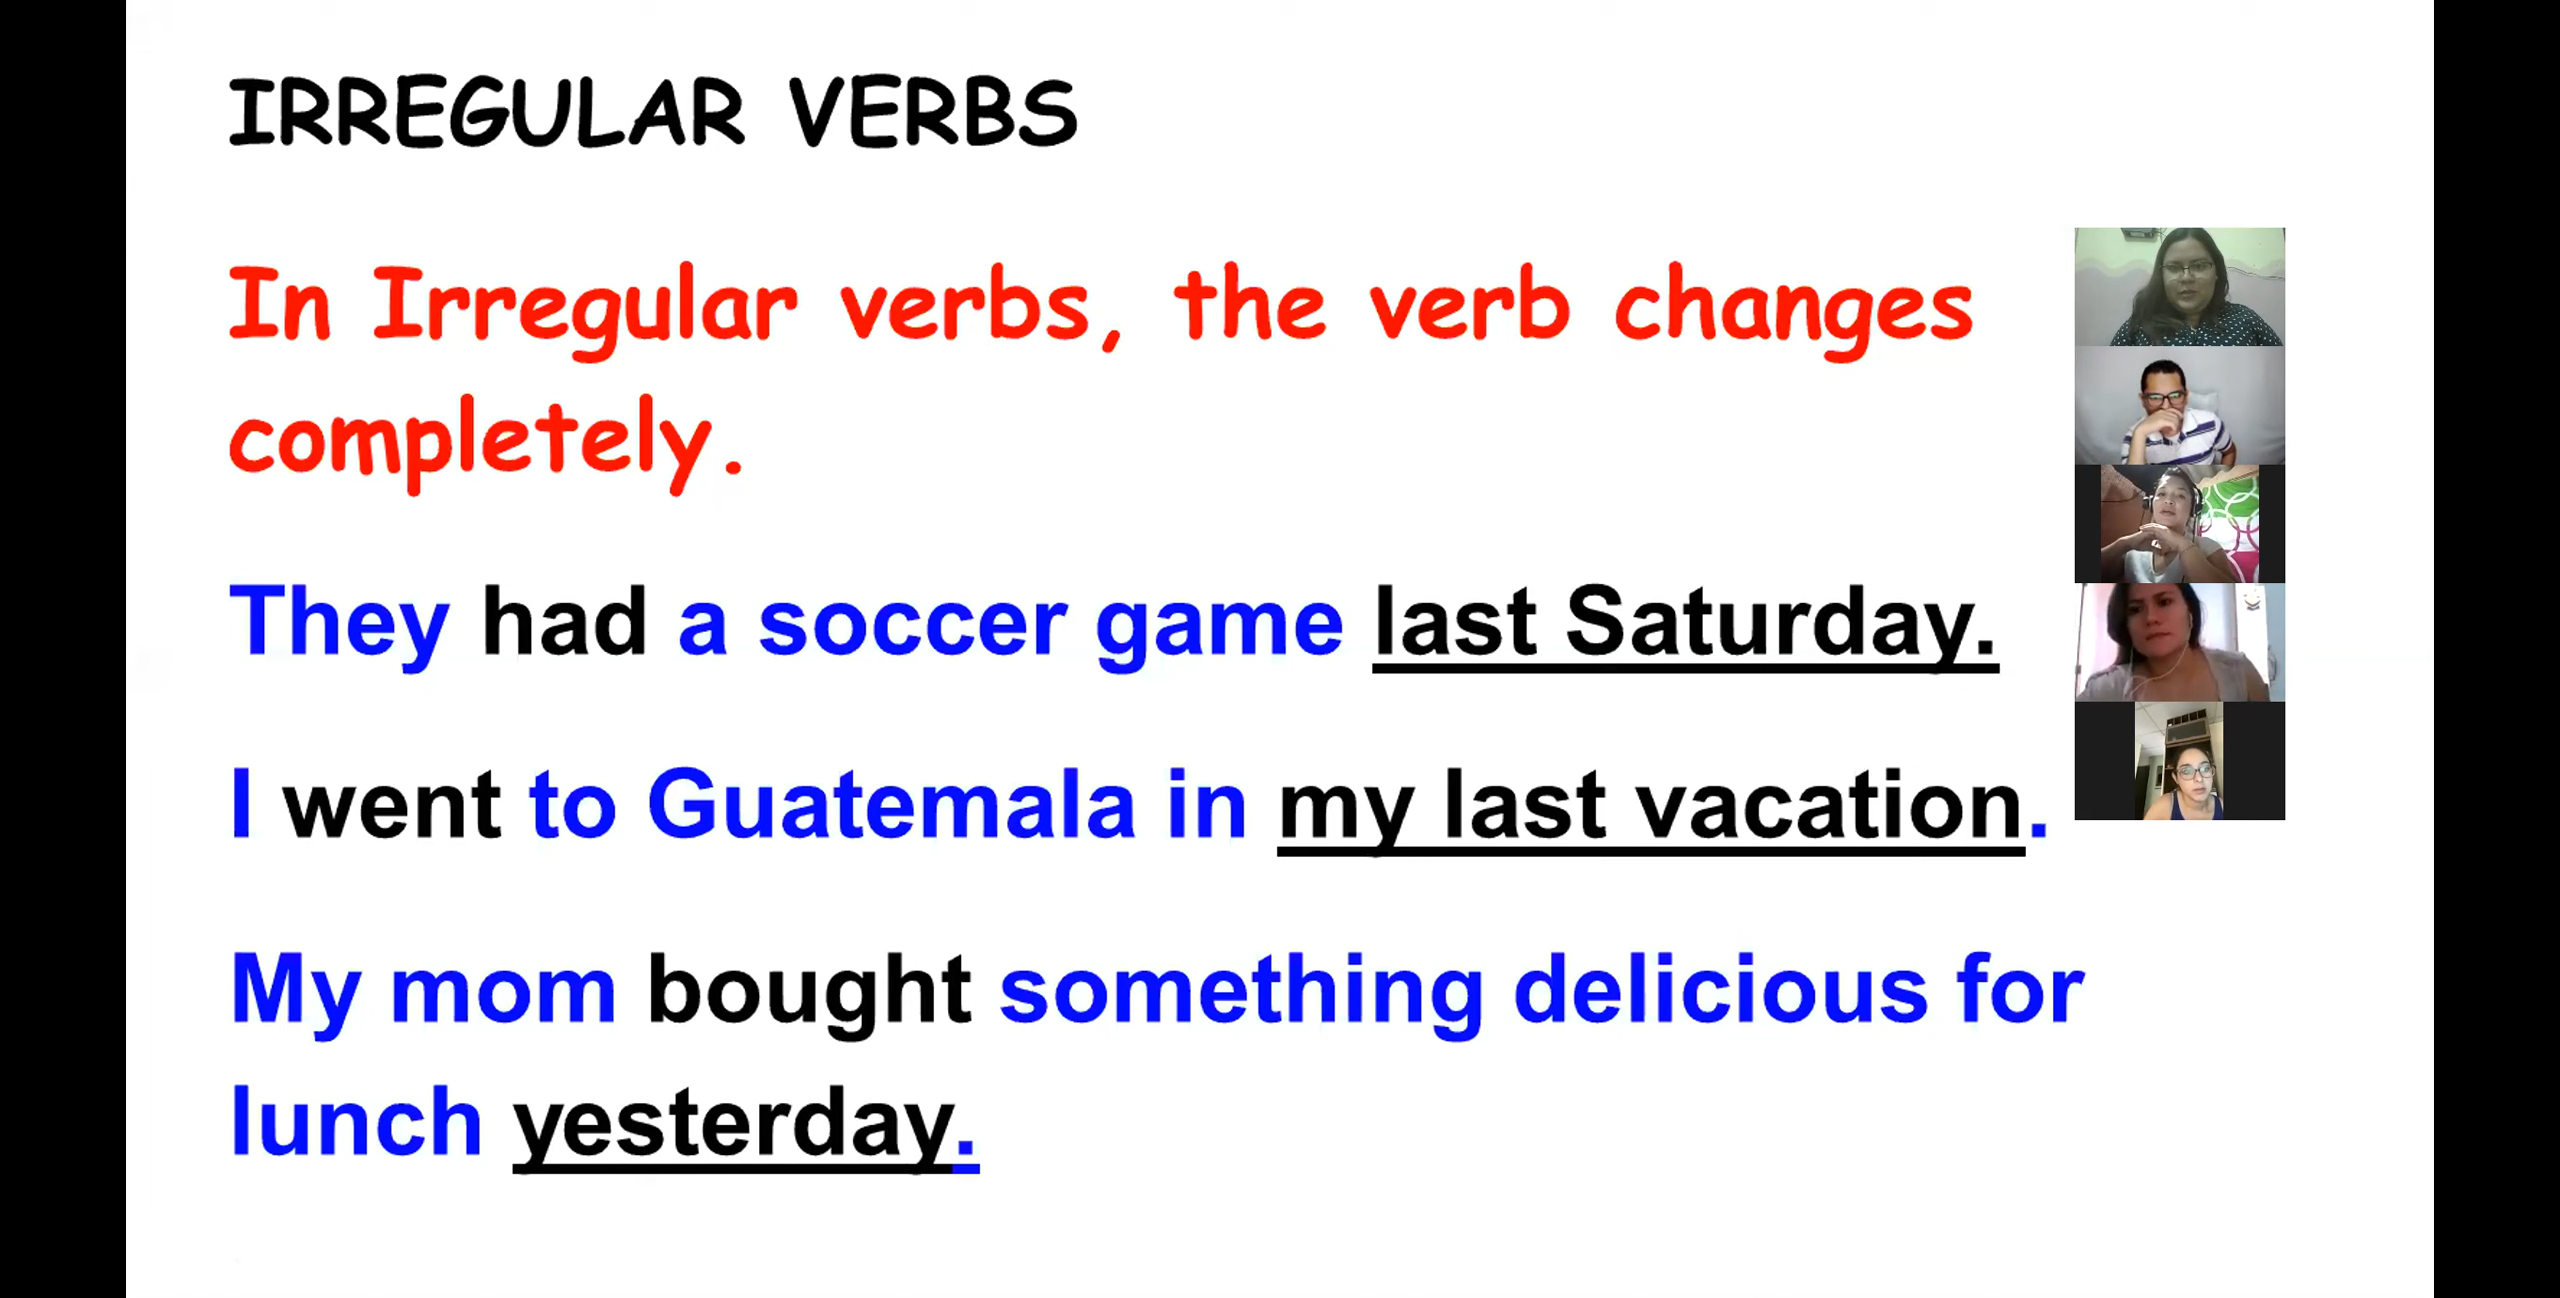 IRREGULAR VERBS
In Irregular verbs, the verb changes
completely.
They had a soccer game last Saturday.
I went to Guatemala in my last vacation.
My mom bought something delicious for
lunch yesterday.